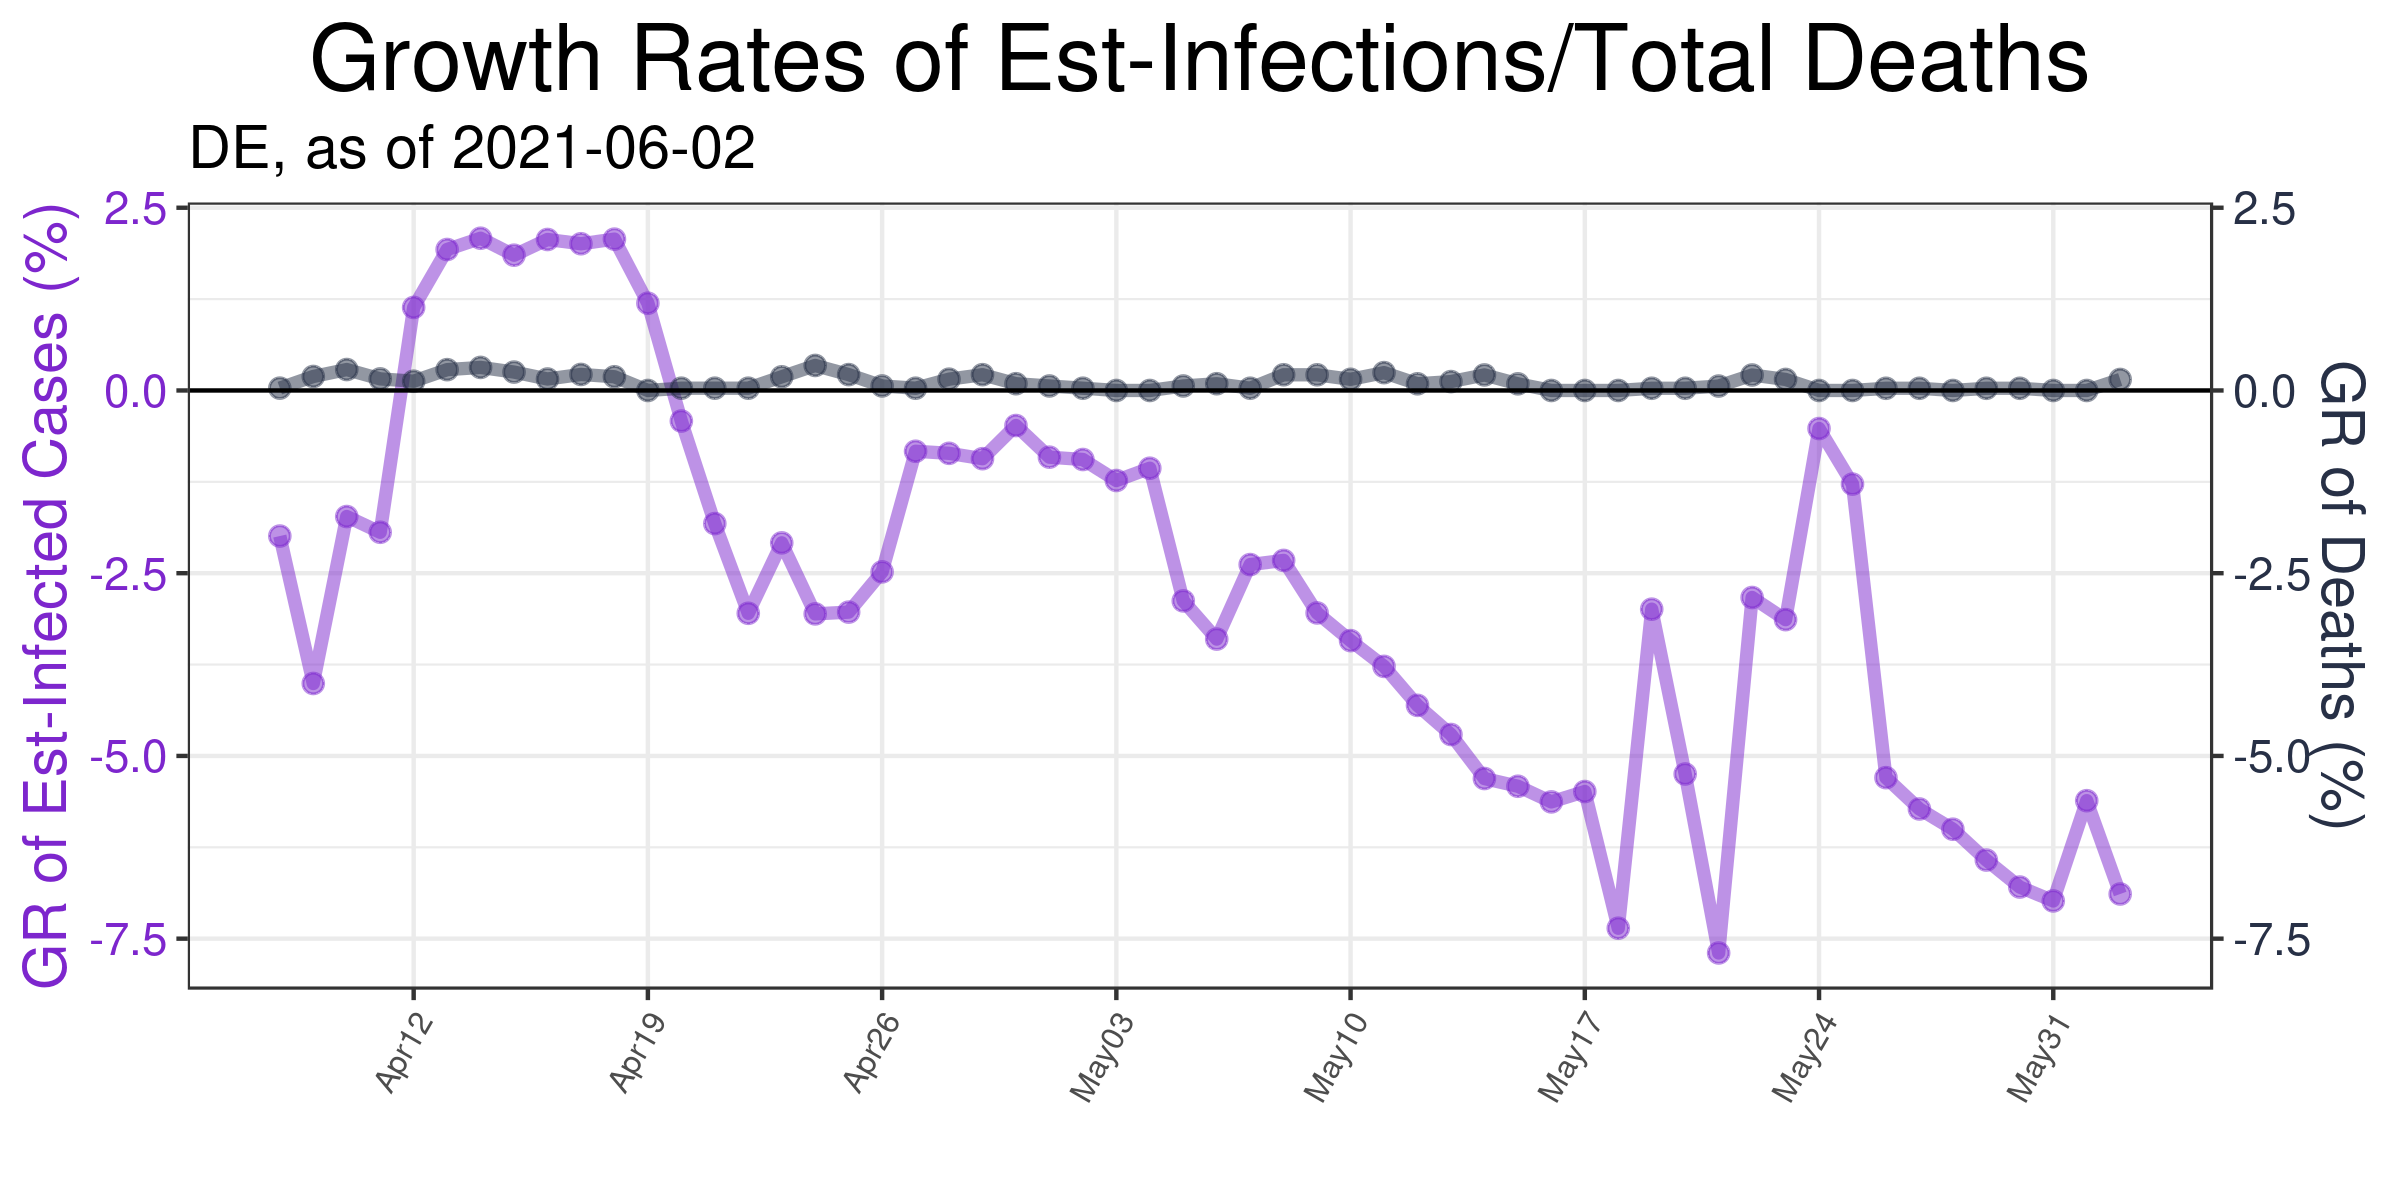 Growth Rates of Est-Infections/Total Deaths
DE, as of 2021-06-02
GR of Est-Infected Cases (%)
2.5
0.0
-2.5
-5.0
-7.5
2.5
0.0
-2.5
-5.0
-7.5
GR of Deaths (%)
Apr12
Apr19
Apr26
May03
May10
May17
May24
May31